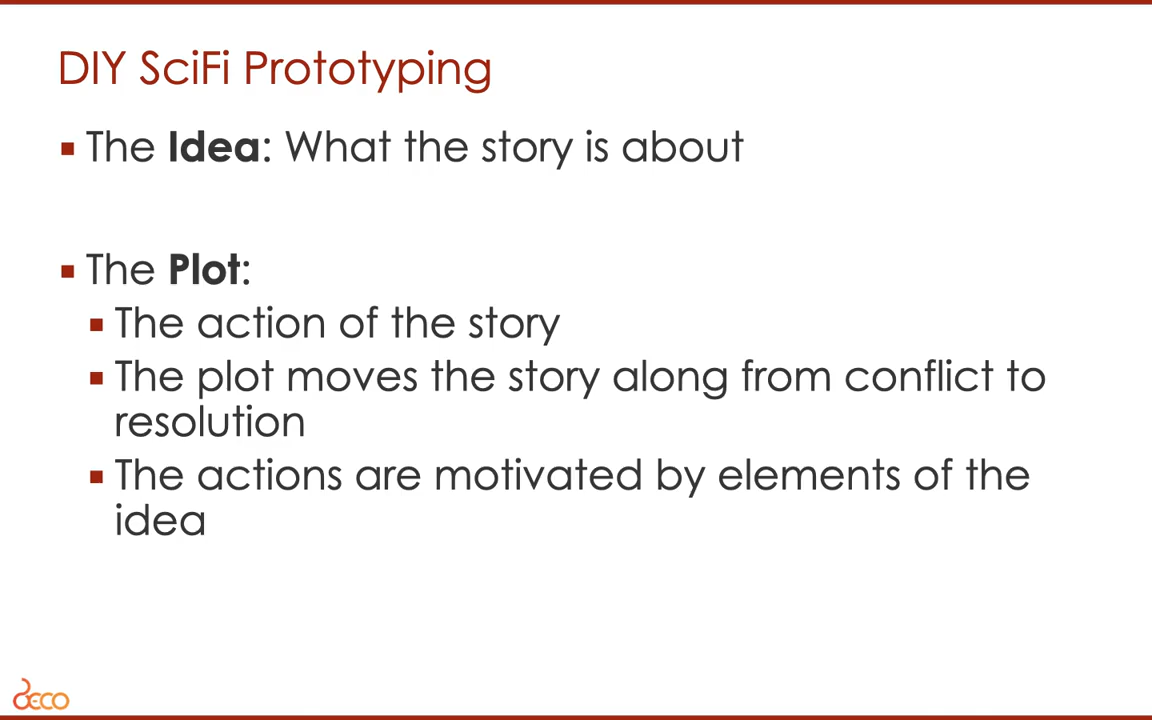 DIY SciFi Prototyping
▪ The Idea: What the story is about
▪ The Plot:
▪ The action of the story
▪ The plot moves the story along from conflict to
resolution
▪ The actions are motivated by elements of the
idea
DECO